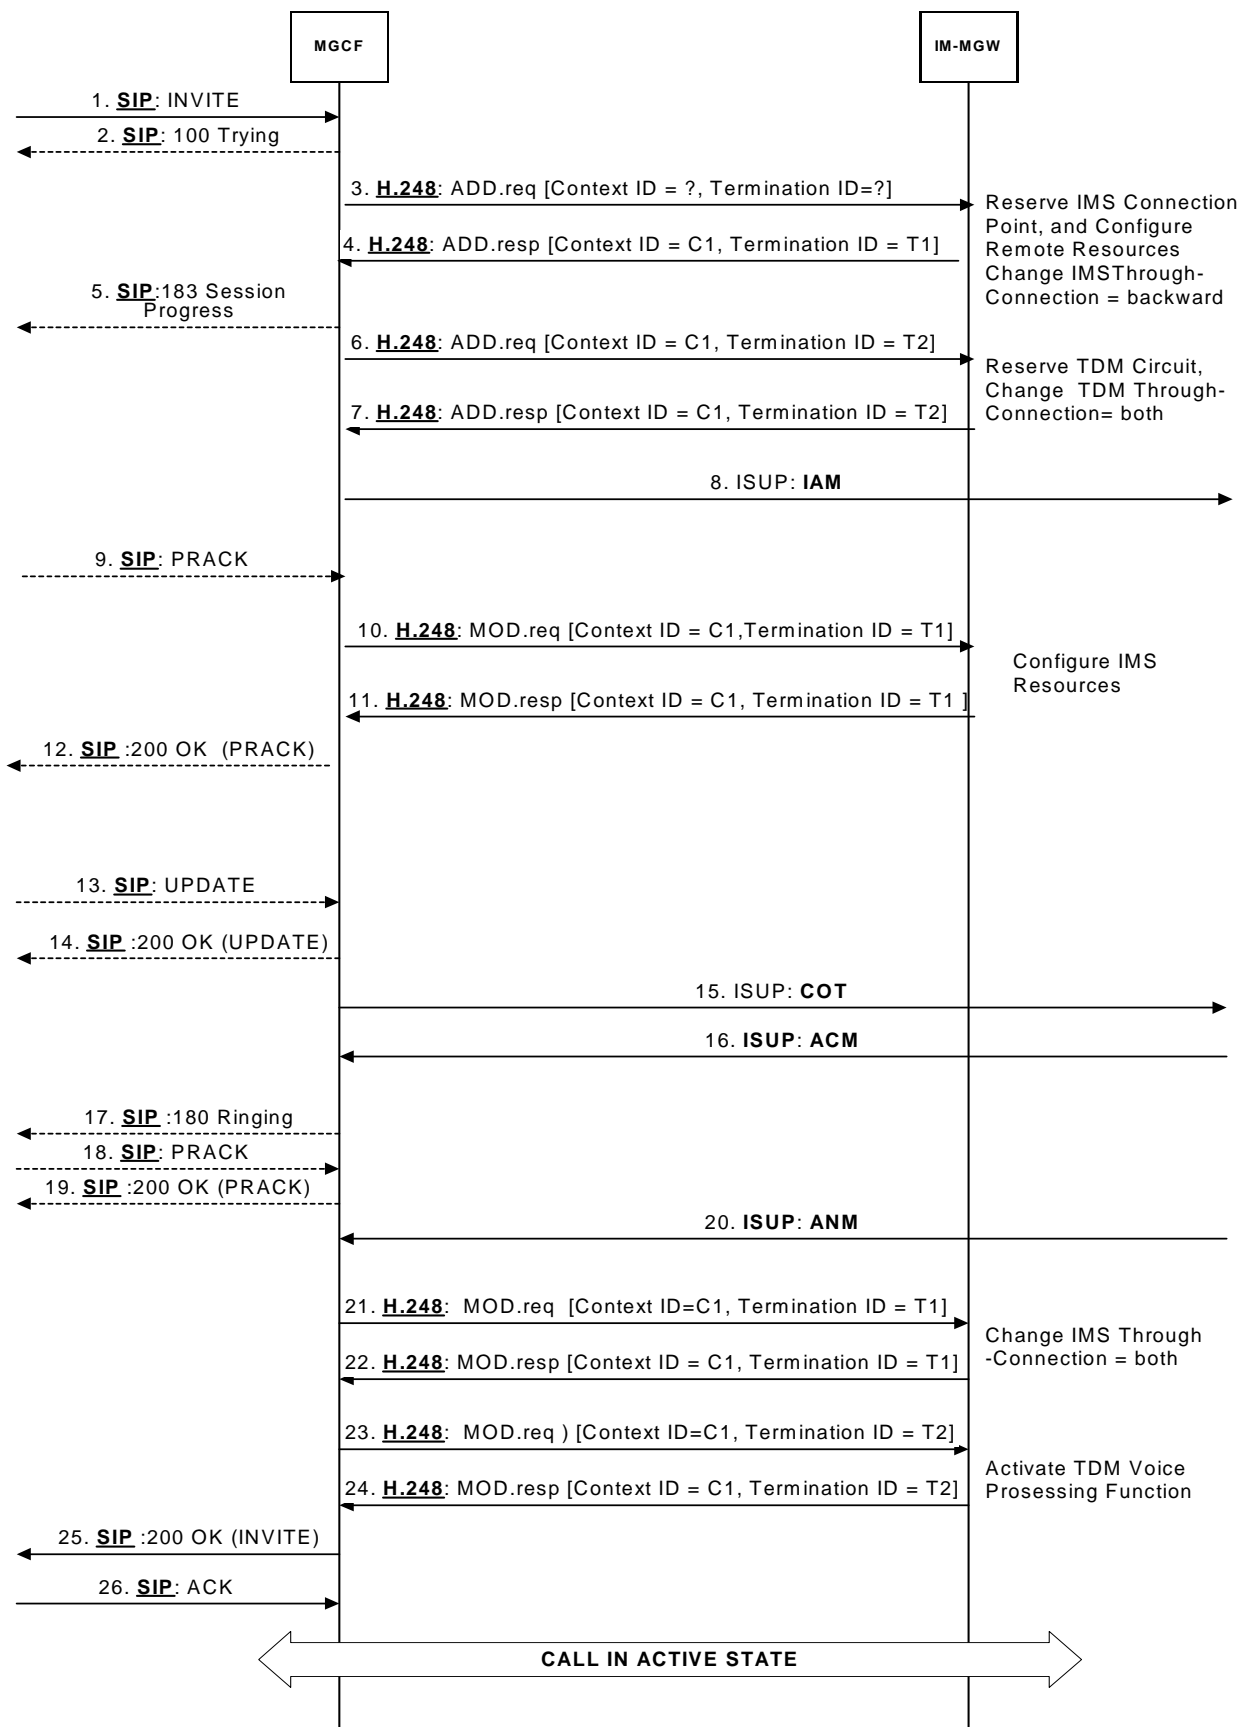 MGCF
IM-MGW
1. SIP: INVITE
2. SIP: 100 Trying
3. H.248: ADD.req [Context ID = ?, Termination ID=?]
Reserve IMS Connection
Point, and Configure
Remote Resources
Change IMSThrough-
Connection = backward
4. H.248: ADD.resp [Context ID = C1, Termination ID = T1]
5. SIP:183 Session
Progress
6. H.248: ADD.req [Context ID = C1, Termination ID = T2]
Reserve TDM Circuit,
Change TDM Through-
Connection= both
7. H.248: ADD.resp [Context ID = C1, Termination ID = T2]
8. ISUP: IAM
9. SIP: PRACK
10. H.248: MOD.req [Context ID = C1,Termination ID = T1]
Configure IMS
Resources
11. H.248: MOD.resp [Context ID = C1, Termination ID = T1 ]
12. SIP :200 OK (PRACK)
13. SIP: UPDATE
14. SIP :200 OK (UPDATE)
15. ISUP: COT
16. ISUP: ACM
17. SIP :180 Ringing
18. SIP: PRACK
19. SIP :200 OK (PRACK)
20. ISUP: ANM
21. H.248: MOD.req [Context ID=C1, Termination ID = T1]
Change IMS Through
-Connection = both
22. H.248: MOD.resp [Context ID = C1, Termination ID = T1]
23. H.248: MOD.req ) [Context ID=C1, Termination ID = T2]
Activate TDM Voice
Prosessing Function
24. H.248: MOD.resp [Context ID = C1, Termination ID = T2]
25. SIP :200 OK (INVITE)
26. SIP: ACK
CALL IN ACTIVE STATE